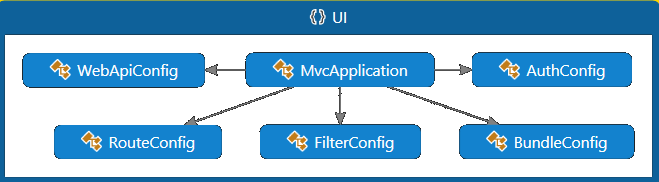 UI
WebApiConfig
MvcApplication
AuthConfig
RouteConfig
FilterConfig
BundleConfig